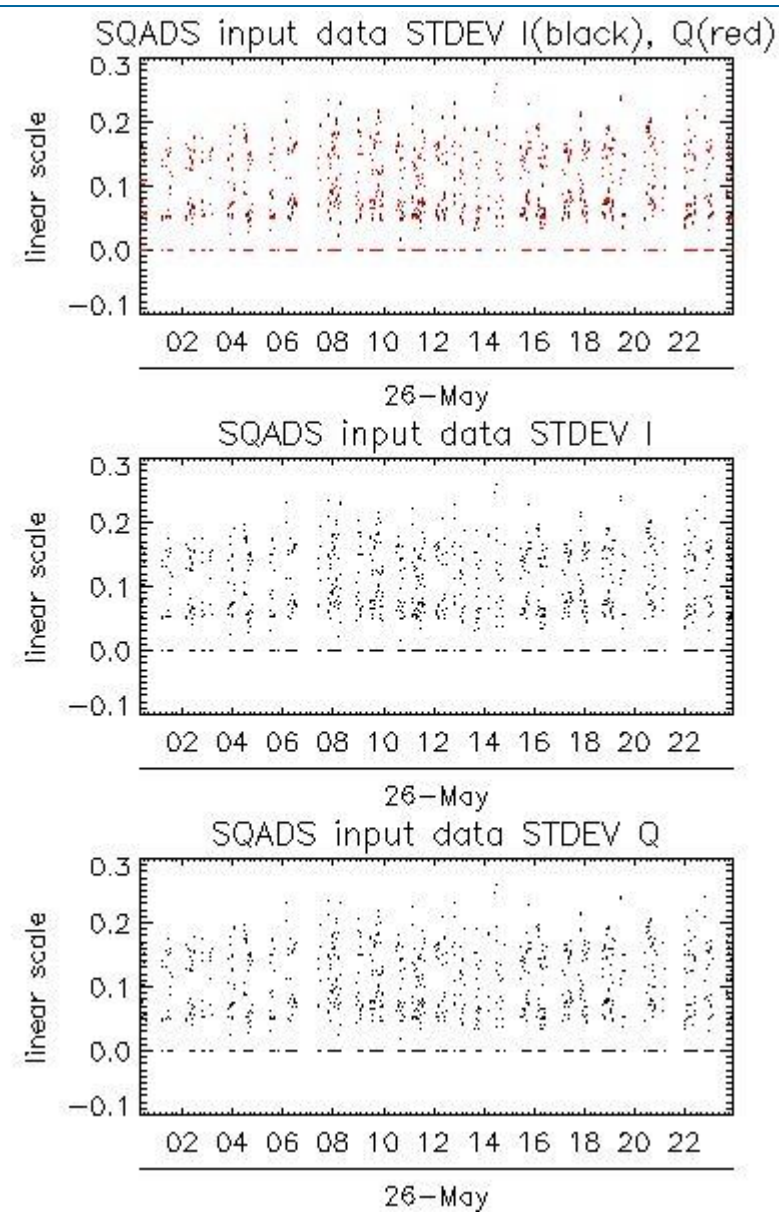 SQADS input data STDEV I(black), Q(red)
0.3
0.2
0.1
0.0
−0.1
linear scale
02 04 06 08 10 12 14 16 18 20 22
26−May
SQADS input data STDEV I
0.3
0.2
0.1
0.0
−0.1
linear scale
02 04 06 08 10 12 14 16 18 20 22
26−May
SQADS input data STDEV Q
0.3
0.2
0.1
0.0
−0.1
linear scale
02 04 06 08 10 12 14 16 18 20 22
26−May